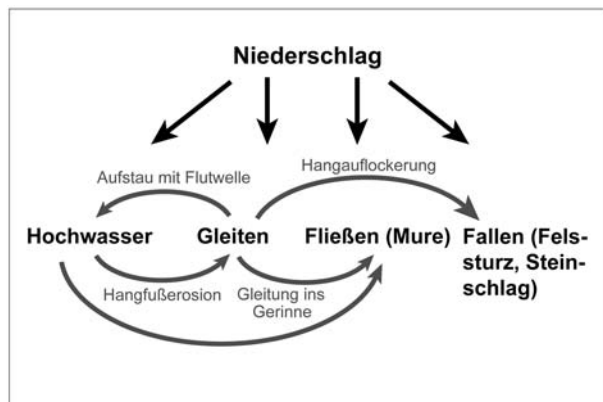 Niederschlag
Aufstau mit Flutwelle
Hangauflockerung
Hochwasser
Gleiten
Fließen (Mure)
Fallen (Fels-
sturz, Stein-
schlag)
Hangfußerosion
Gleitung ins
Gerinne